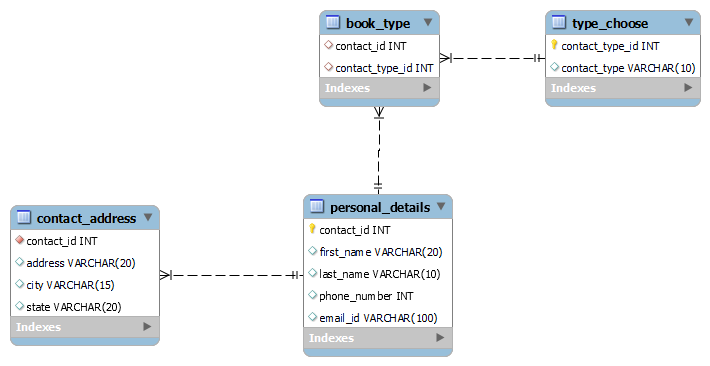 book_type
contact_id INT
contact_type_id INT
Indexes
type_choose
contact_type_id INT
contact_type VARCHAR(10)
Indexes
contact_address
contact_id INT
address VARCHAR(20)
city VARCHAR(15)
state VARCHAR(20)
Indexes
personal_details
contact_id INT
first_name VARCHAR(20)
last_name VARCHAR(10)
phone_number INT
email_id VARCHAR(100)
Indexes